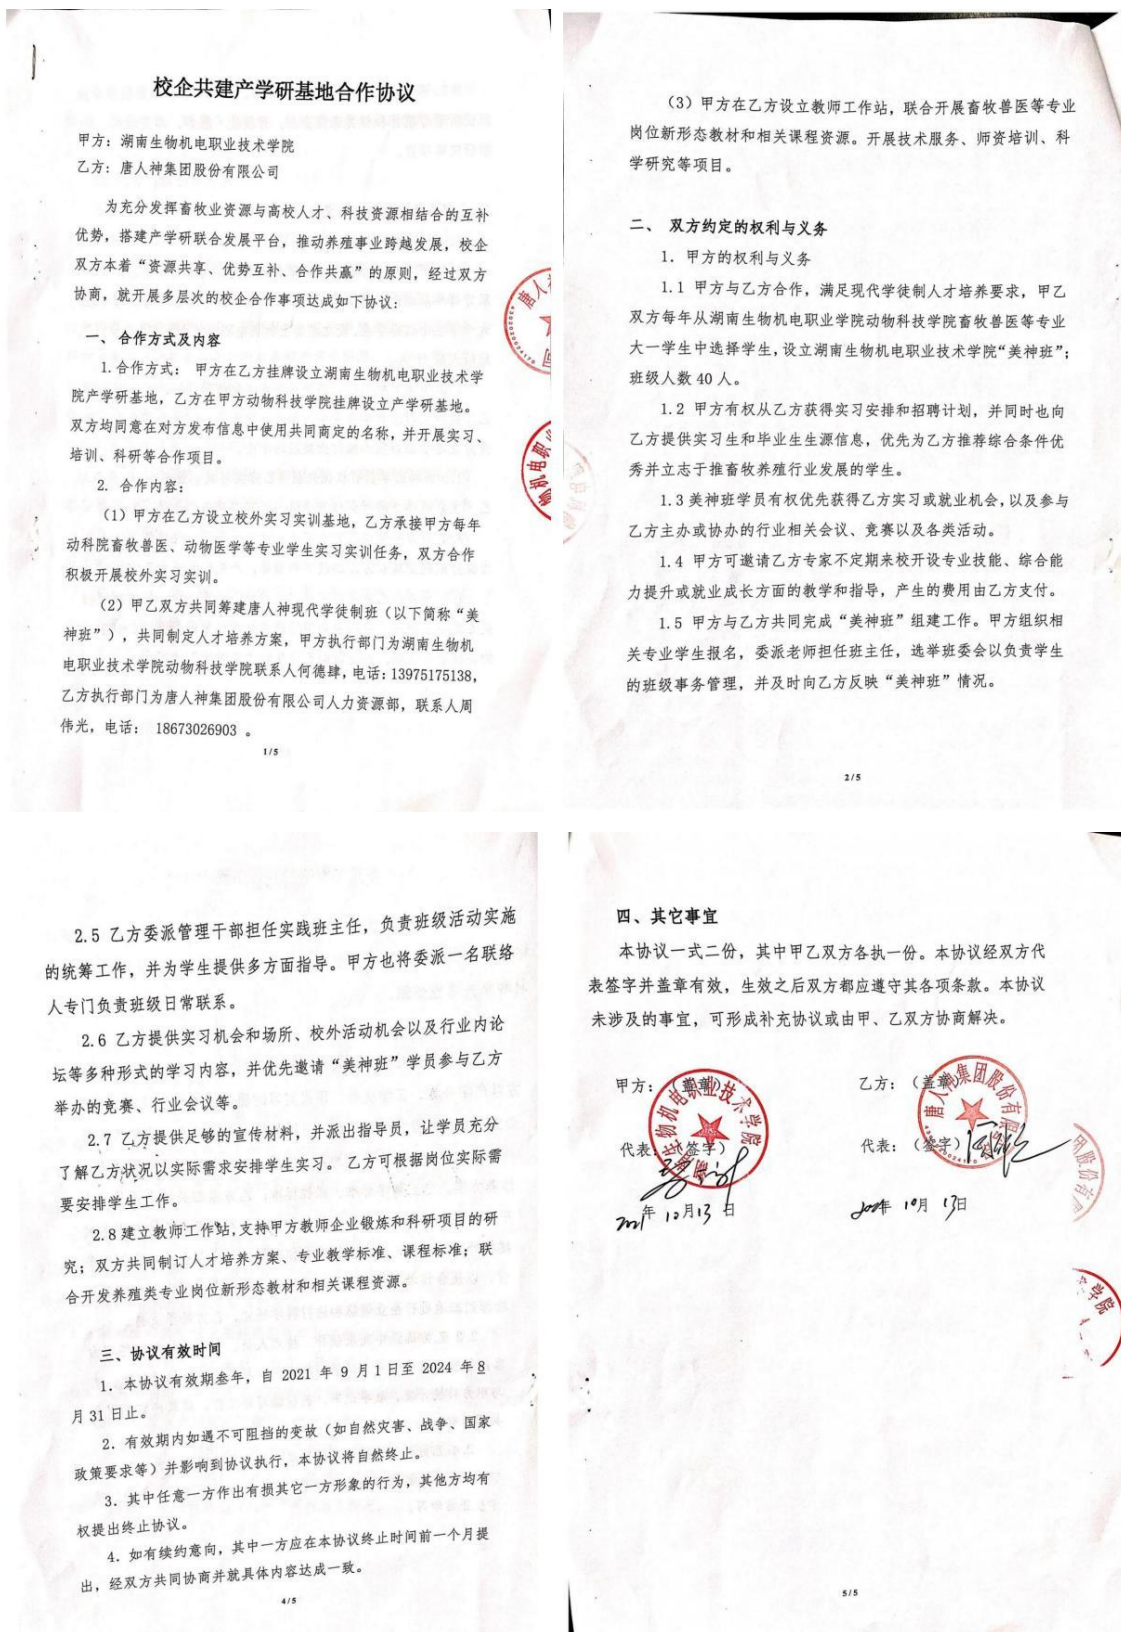 校企共建产学研基地合作协议
甲方：湖南生物机电职业技术学院
乙方：唐人神集团股份有限公司
为充分发挥畜牧业资源与高校人才、科技资源相结合的互补
优势，搭建产学研联合发展平台，推动养殖事业跨越发展，校企
双方本着“资源共享、优势互补、合作共赢”的原则，经过双方
协商，就开展多层次的校企合作事项达成如下协议：
一、合作方式及内容
1.合作方式： 甲方在乙方挂牌设立湖南生物机电职业技术学
院产学研基地，乙方在甲方动物科技学院挂牌设立产学研基地。
双方均同意在对方发布信息中使用共同商定的名称，并开展实习、
培训、科研等合作项目。
2. 合作内容：
（1）甲方在乙方设立校外实习实训基地，乙方承接甲方每年
动科院畜牧兽医、动物医学等专业学生实习实训任务，双方合作
积极开展校外实习实训。
（2）甲乙双方共同筹建唐人神现代学徒制班（以下简称“美
神班”），共同制定人才培养方案，甲方执行部门为湖南生物机
电职业技术学院动物科技学院联系人何德肆，电话：13975175138，
乙方执行部门为唐人神集团股份有限公司人力资源部，联系人周
伟光，电话： 18673026903 。
1/5
（3）甲方在乙方设立教师工作站，联合开展畜牧兽医等专业
岗位新形态教材和相关课程资源。开展技术服务、师资培训、科
学研究等项目。
二、 双方约定的权利与义务
1. 甲方的权利与义务
1.1 甲方与乙方合作，满足现代学徒制人才培养要求，甲乙
双方每年从湖南生物机电职业学院动物科技学院畜牧兽医等专业
大一学生中选择学生，设立湖南生物机电职业技术学院“美神班”；
班级人数 40 人。
1.2 甲方有权从乙方获得实习安排和招聘计划，并同时也向
乙方提供实习生和毕业生生源信息，优先为乙方推荐综合条件优
秀并立志于推畜牧养殖行业发展的学生。
1.3 美神班学员有权优先获得乙方实习或就业机会，以及参与
乙方主办或协办的行业相关会议、竞赛以及各类活动。
1.4 甲方可邀请乙方专家不定期来校开设专业技能、综合能
力提升或就业成长方面的教学和指导，产生的费用由乙方支付。
1.5 甲方与乙方共同完成“美神班”组建工作。甲方组织相
关专业学生报名，委派老师担任班主任，选举班委会以负责学生
的班级事务管理，并及时向乙方反映“美神班”情况。
2/5
2.5 乙方委派管理干部担任实践班主任，负责班级活动实施
的统筹工作，并为学生提供多方面指导。甲方也将委派一名联络
人专门负责班级日常联系。
2.6 乙方提供实习机会和场所、校外活动机会以及行业内论
坛等多种形式的学习内容，并优先邀请“美神班”学员参与乙方
举办的竞赛、行业会议等。
2.7 乙方提供足够的宣传材料，并派出指导员，让学员充分
了解乙方状况以实际需求安排学生实习。 乙方可根据岗位实际需
要安排学生工作。
2.8 建立教师工作站，支持甲方教师企业锻炼和科研项目的研
究；双方共同制订人才培养方案、专业教学标准、课程标准；联
合开发养殖类专业岗位新形态教材和相关课程资源。
三、协议有效时间
1. 本协议有效期叁年，自 2021 年 9 月 1 日至 2024 年 8
月 31 日止。
2. 有效期内如遇不可阻挡的变故（如自然灾害、战争、国家
政策要求等）并影响到协议执行，本协议将自然终止。
3. 其中任意一方作出有损其它一方形象的行为，其他方均有
权提出终止协议。
4. 如有续约意向，其中一方应在本协议终止时间前一个月提
出，经双方共同协商并就具体内容达成一致。
4/5
四、其它事宜
本协议一式二份，其中甲乙双方各执一份。本协议经双方代
表签字并盖章有效，生效之后双方都应遵守其各项条款。本协议
未涉及的事宜，可形成补充协议或由甲、乙双方协商解决。
甲方：（盖章） 乙方：（盖章）
代表：（签字） 代表：（签字）
2021年 10月13 日 年 10月 13日
5/5